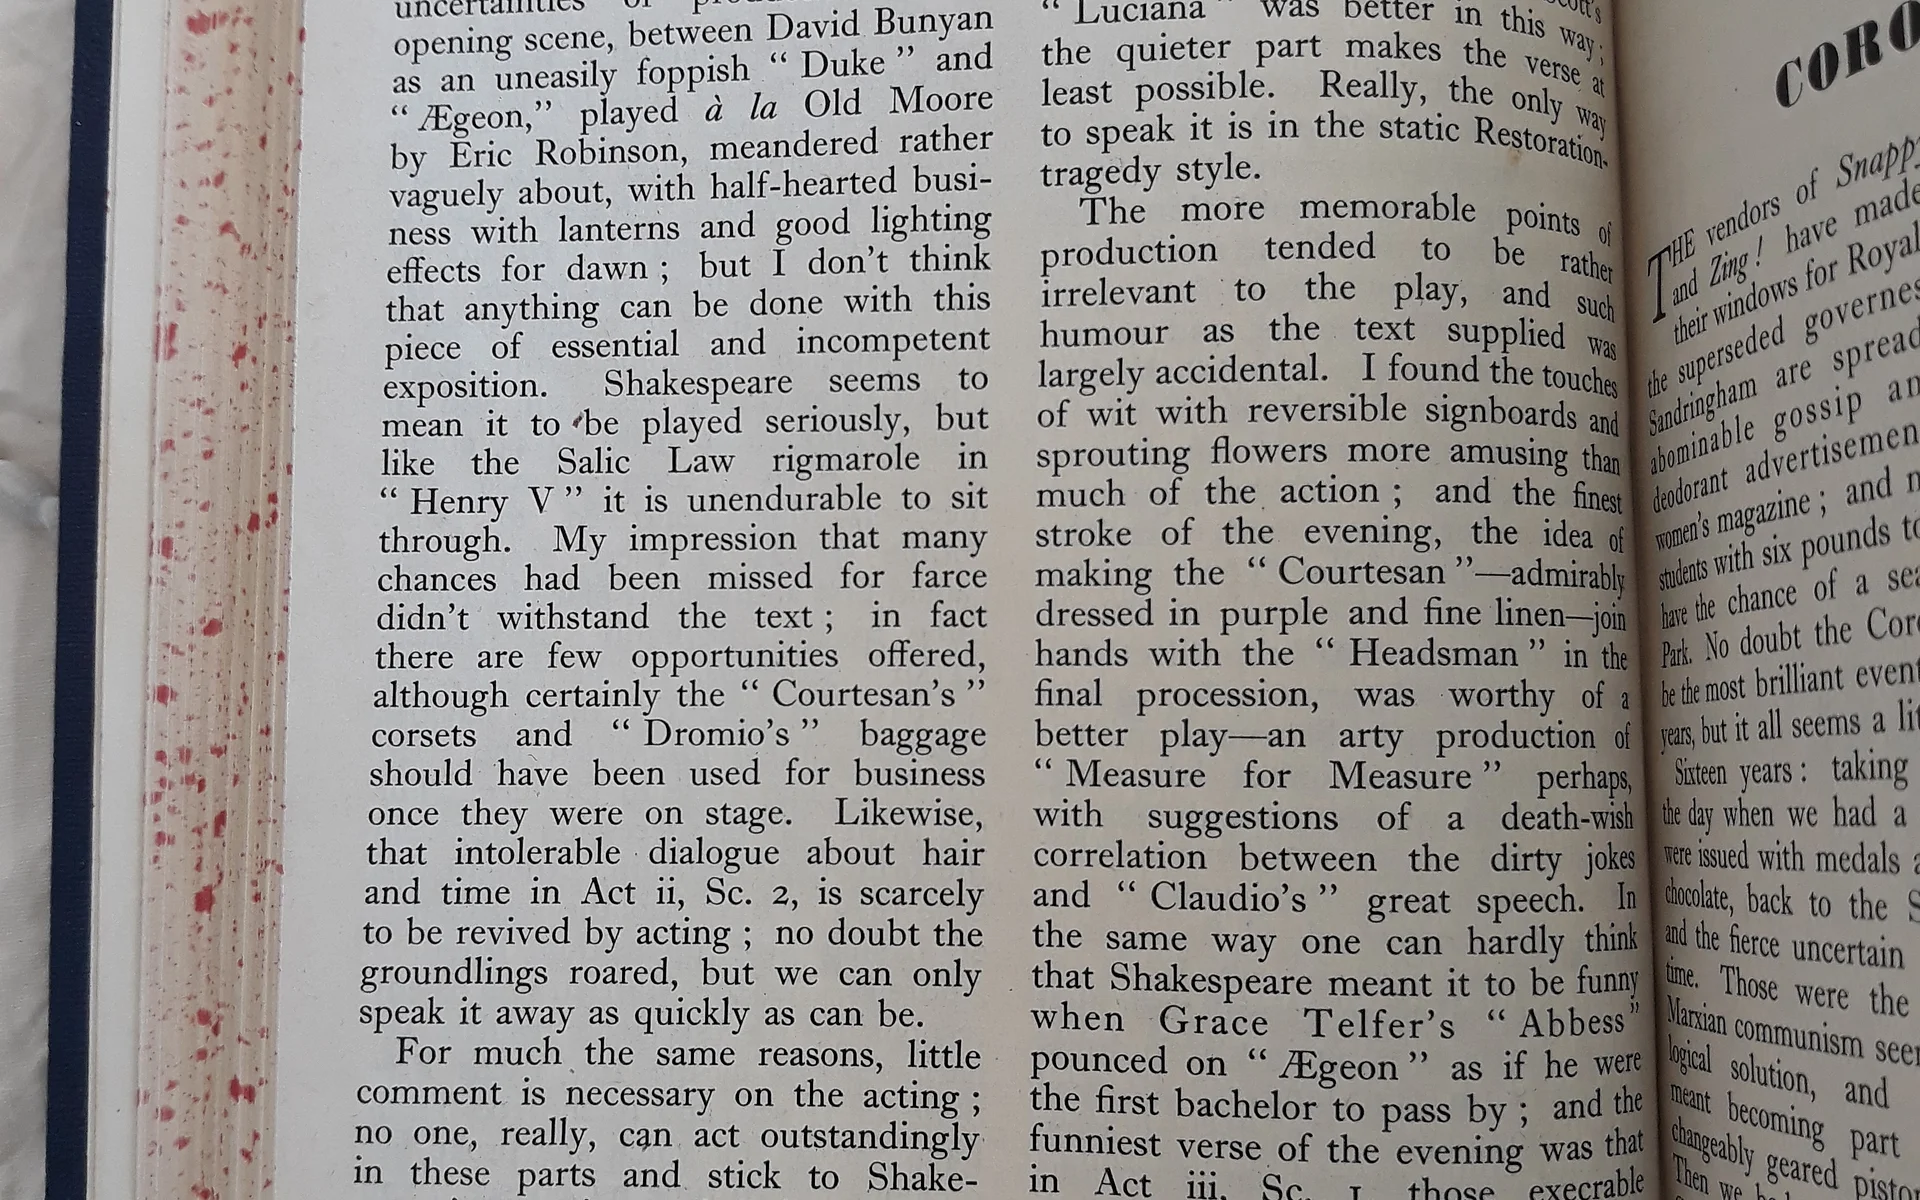 uncertainties of
opening scene, between David Bunyan
as an uneasily foppish “ Duke ” and
“ Ægeon,” played à la Old Moore
by Eric Robinson, meandered rather
vaguely about, with half-hearted busi-
ness with lanterns and good lighting
effects for dawn ; but I don't think
that anything can be done with this
piece of essential and incompetent
exposition. Shakespeare seems to
mean it to be played seriously, but
like the Salic Law rigmarole in
“ Henry V ” it is unendurable to sit
through. My impression that many
chances had been missed for farce
didn't withstand the text ; in fact
there are few opportunities offered,
although certainly the “ Courtesan's ”
corsets and “ Dromio's ” baggage
should have been used for business
once they were on stage. Likewise,
that intolerable dialogue about hair
and time in Act ii, Sc. 2, is scarcely
to be revived by acting ; no doubt the
groundlings roared, but we can only
speak it away as quickly as can be.
For much the same reasons, little
comment is necessary on the acting ;
no one, really, can act outstandingly
in these parts and stick to Shake-
“ Luciana ” was better in this way ;
the quieter part makes the verse at
least possible. Really, the only way
to speak it is in the static Restoration-
tragedy style.
The more memorable points of
production tended to be rather
irrelevant to the play, and such
humour as the text supplied was
largely accidental. I found the touches
of wit with reversible signboards and
sprouting flowers more amusing than
much of the action ; and the finest
stroke of the evening, the idea of
making the “ Courtesan ”—admirably
dressed in purple and fine linen—join
hands with the “ Headsman ” in the
final procession, was worthy of a
better play—an arty production of
“ Measure for Measure ” perhaps,
with suggestions of a death-wish
correlation between the dirty jokes
and “ Claudio's ” great speech. In
the same way one can hardly think
that Shakespeare meant it to be funny
when Grace Telfer's “ Abbess ”
pounced on “ Ægeon ” as if he were
the first bachelor to pass by ; and the
funniest verse of the evening was that
in Act iii, Sc. 1, those execrable
CORO
THE vendors of Snappy
and Zing ! have made
their windows for Royal
the superseded governes
Sandringham are spread
abominable gossip an
deodorant advertisemen
women's magazine ; and
students with six pounds to
have the chance of a sea
Park. No doubt the Coro
be the most brilliant event
years, but it all seems a lit
Sixteen years : taking
the day when we had a
were issued with medals a
chocolate, back to the S
and the fierce uncertain
time. Those were the
Marxian communism seem
logical solution, and
meant becoming part
changeably geared pisto
Then we